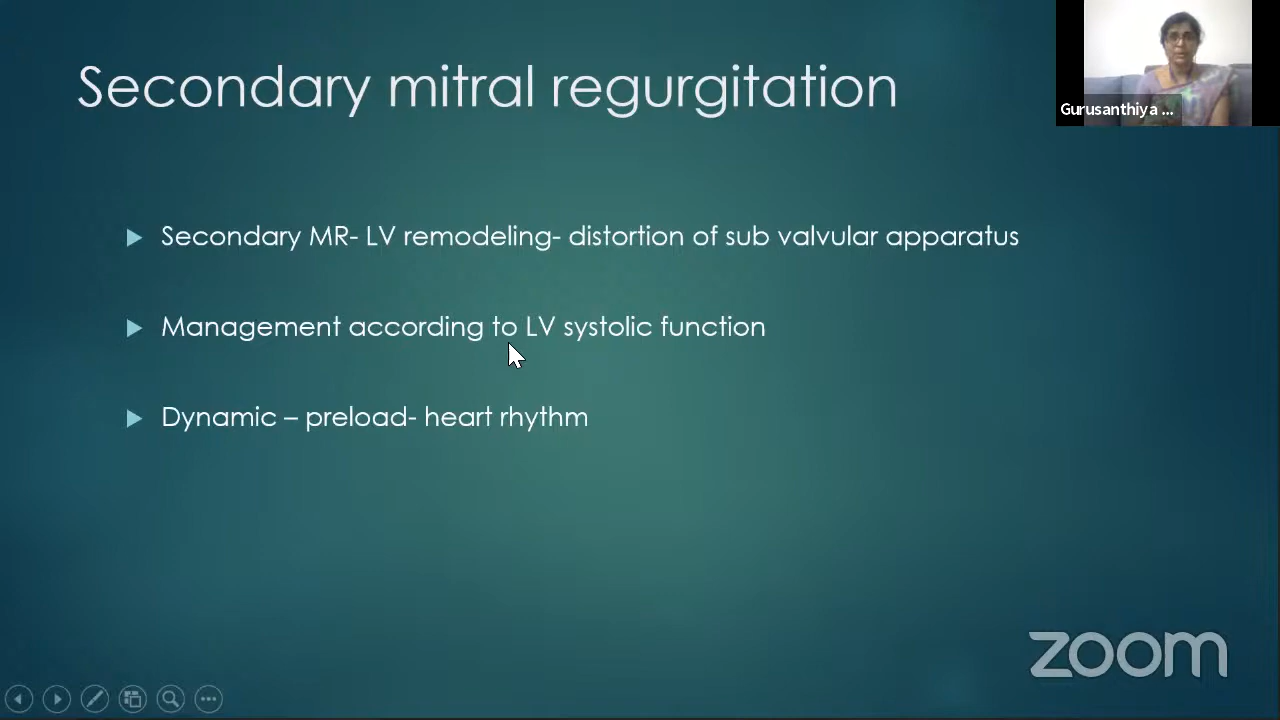 Secondary mitral regurgitation
Gurusanthiya ...
Secondary MR- LV remodeling- distortion of sub valvular apparatus
Management according to LV systolic function
Dynamic – preload- heart rhythm
zoom